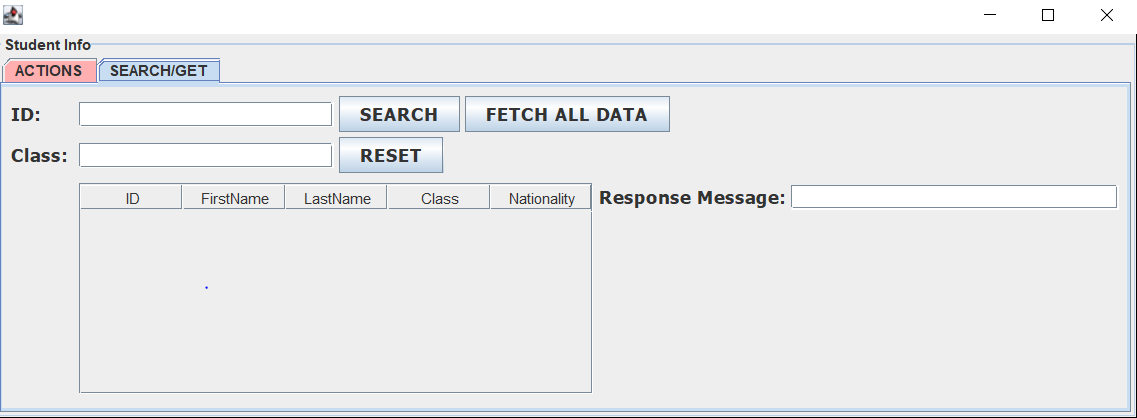 Student Info
ACTIONS SEARCH/GET
ID: SEARCH FETCH ALL DATA
Class: RESET
ID FirstName LastName Class Nationality Response Message: